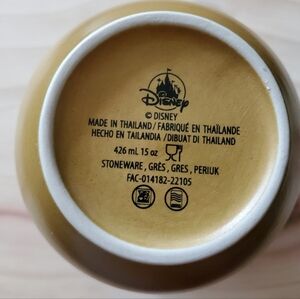 Disney
© DISNEY
MADE IN THAILAND / FABRIQUÉ EN THAÏLANDE
HECHO EN TAILANDIA / DIBUAT DI THAILAND
426 ml. 15 oz
STONEWARE, GRÈS, GRES, PERIUK
FAC-014182-22105